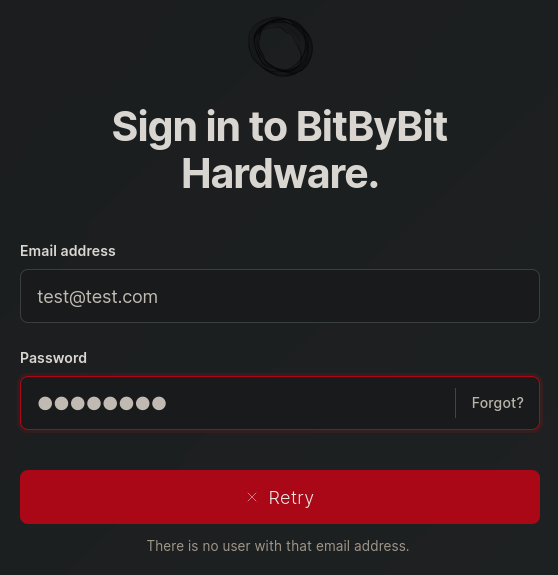 Sign in to BitByBit
Hardware.
Email address
test@test.com
Password
●●●●●●●●
Forgot?
× Retry
There is no user with that email address.